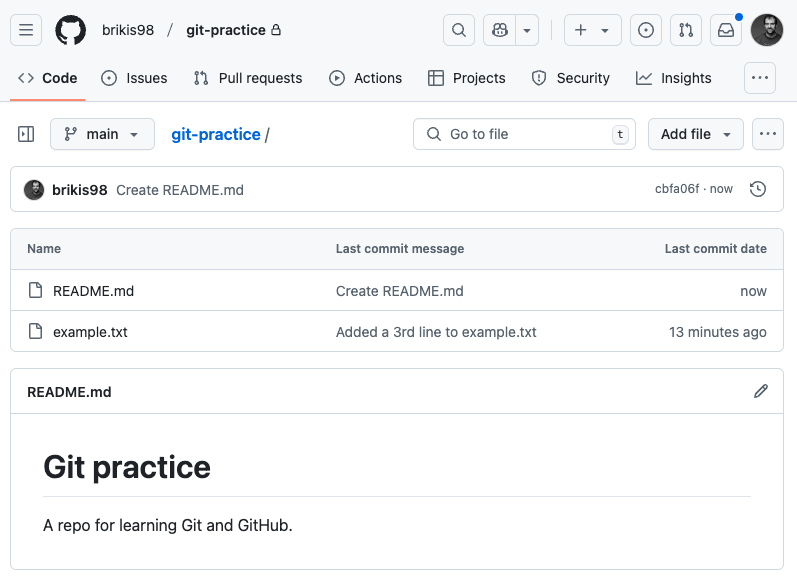 brikis98 / git-practice
Code Issues Pull requests Actions Projects Security Insights
main git-practice / Go to file t Add file
brikis98 Create README.md cbfa06f · now
Name Last commit message Last commit date
README.md Create README.md now
example.txt Added a 3rd line to example.txt 13 minutes ago
README.md
Git practice
A repo for learning Git and GitHub.